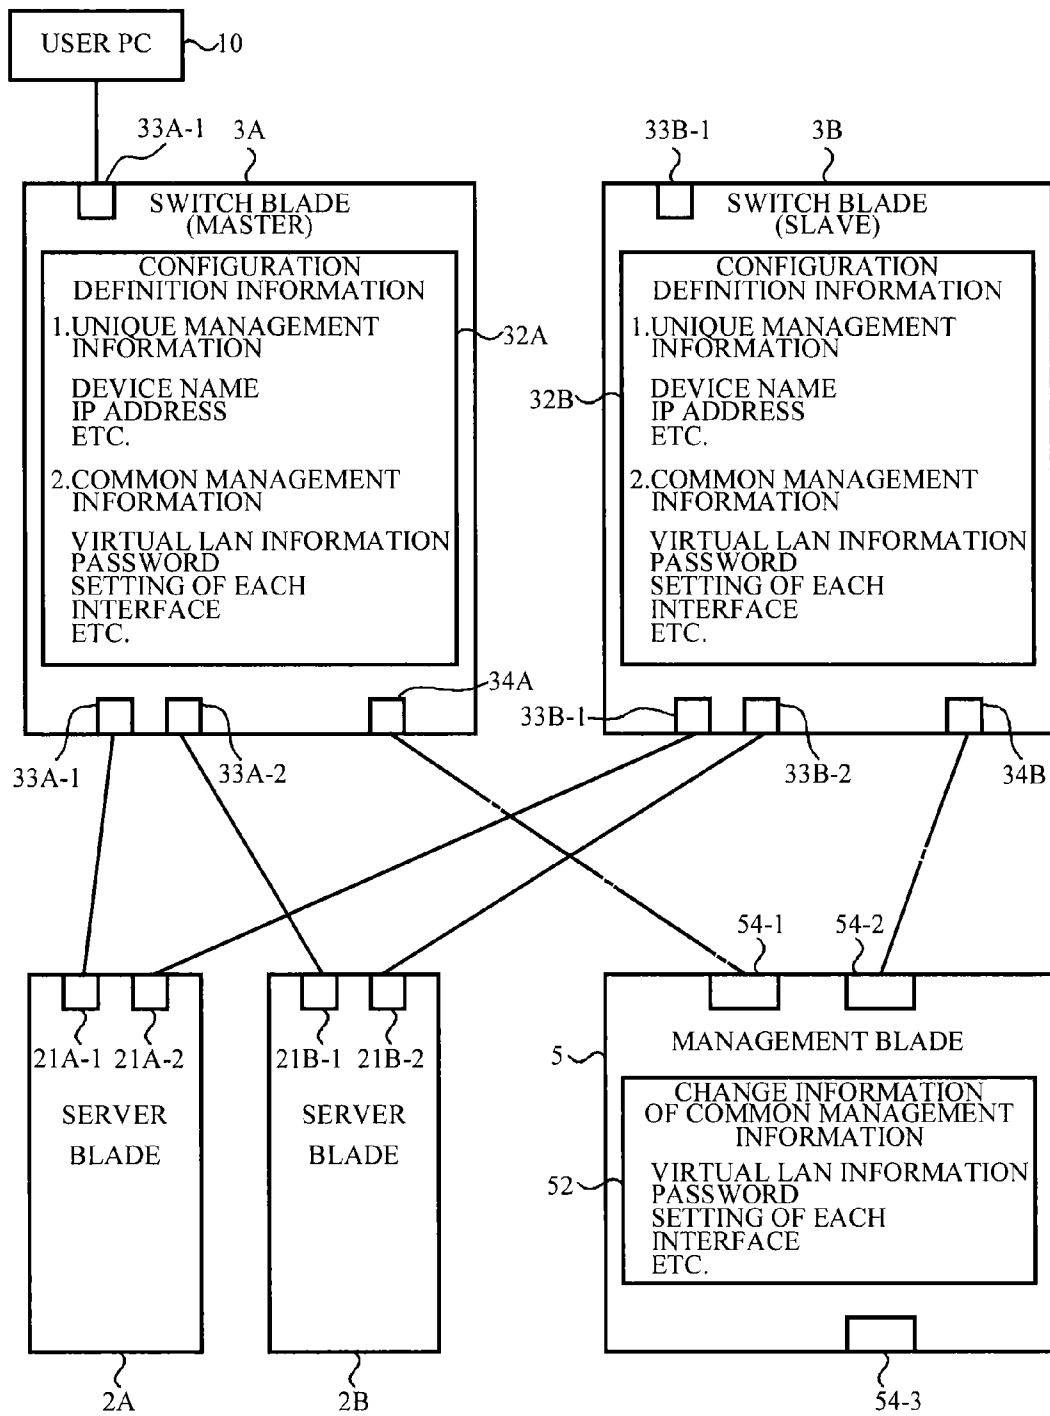 USER PC
10
33A-1
3A
33B-1
3B
SWITCH BLADE
(MASTER)
CONFIGURATION
DEFINITION INFORMATION
1.UNIQUE MANAGEMENT
INFORMATION
DEVICE NAME
IP ADDRESS
ETC.
2.COMMON MANAGEMENT
INFORMATION
VIRTUAL LAN INFORMATION
PASSWORD
SETTING OF EACH
INTERFACE
ETC.
32A
SWITCH BLADE
(SLAVE)
CONFIGURATION
DEFINITION INFORMATION
1.UNIQUE MANAGEMENT
INFORMATION
DEVICE NAME
IP ADDRESS
ETC.
2.COMMON MANAGEMENT
INFORMATION
VIRTUAL LAN INFORMATION
PASSWORD
SETTING OF EACH
INTERFACE
ETC.
32B
34A
33A-1
33A-2
33B-1
33B-2
34B
54-1
54-2
21A-1
21A-2
SERVER
BLADE
21B-1
21B-2
SERVER
BLADE
5
MANAGEMENT BLADE
CHANGE INFORMATION
OF COMMON MANAGEMENT
INFORMATION
VIRTUAL LAN INFORMATION
PASSWORD
SETTING OF EACH
INTERFACE
ETC.
52
2A
2B
54-3